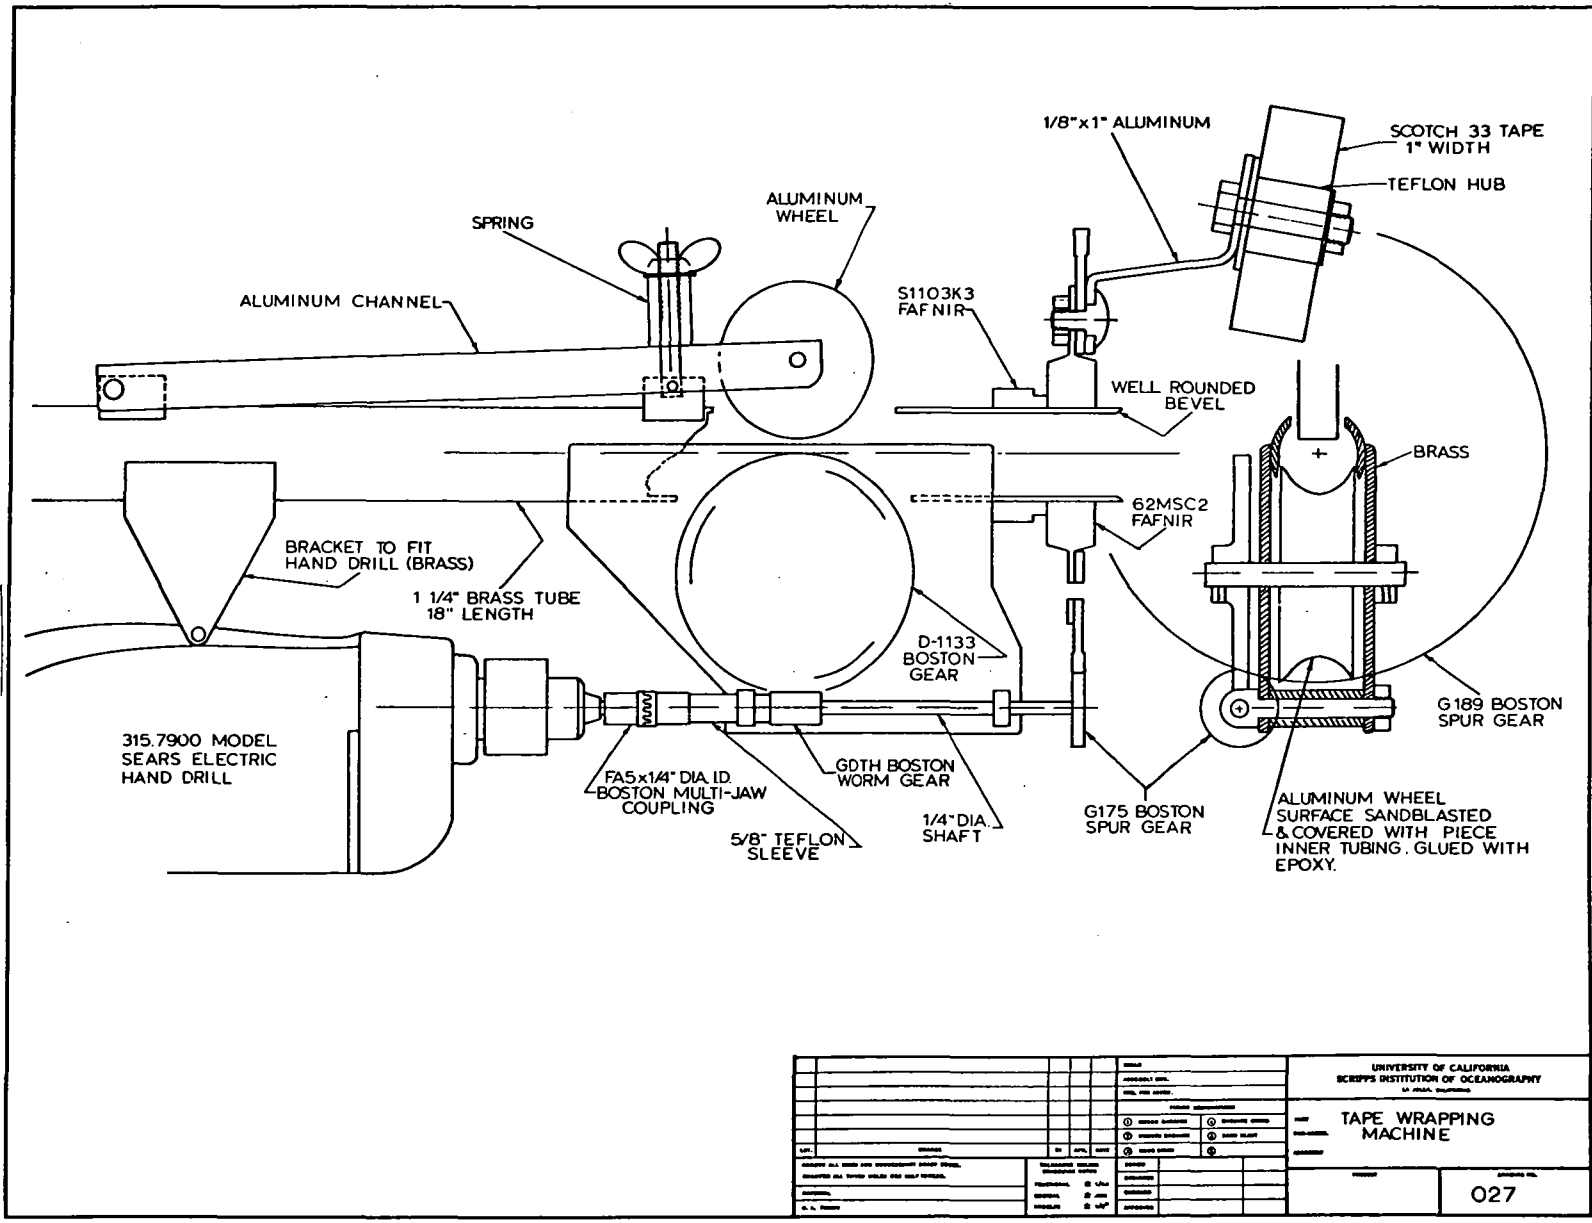 1/8"x1" ALUMINUM
SCOTCH 33 TAPE
1" WIDTH
TEFLON HUB
ALUMINUM
WHEEL
SPRING
ALUMINUM CHANNEL
S1103K3
FAFNIR
WELL ROUNDED
BEVEL
BRASS
62MSC2
FAFNIR
BRACKET TO FIT
HAND DRILL (BRASS)
1 1/4" BRASS TUBE
18" LENGTH
D-1133
BOSTON
GEAR
G189 BOSTON
SPUR GEAR
315.7900 MODEL
SEARS ELECTRIC
HAND DRILL
FA5x1/4" DIA. I.D.
BOSTON MULTI-JAW
COUPLING
GDTH BOSTON
WORM GEAR
5/8" TEFLON
SLEEVE
1/4" DIA.
SHAFT
G175 BOSTON
SPUR GEAR
ALUMINUM WHEEL
SURFACE SANDBLASTED
& COVERED WITH PIECE
INNER TUBING. GLUED WITH
EPOXY.
UNIVERSITY OF CALIFORNIA
SCRIPPS INSTITUTION OF OCEANOGRAPHY
LA JOLLA, CALIFORNIA
TAPE WRAPPING
MACHINE
027